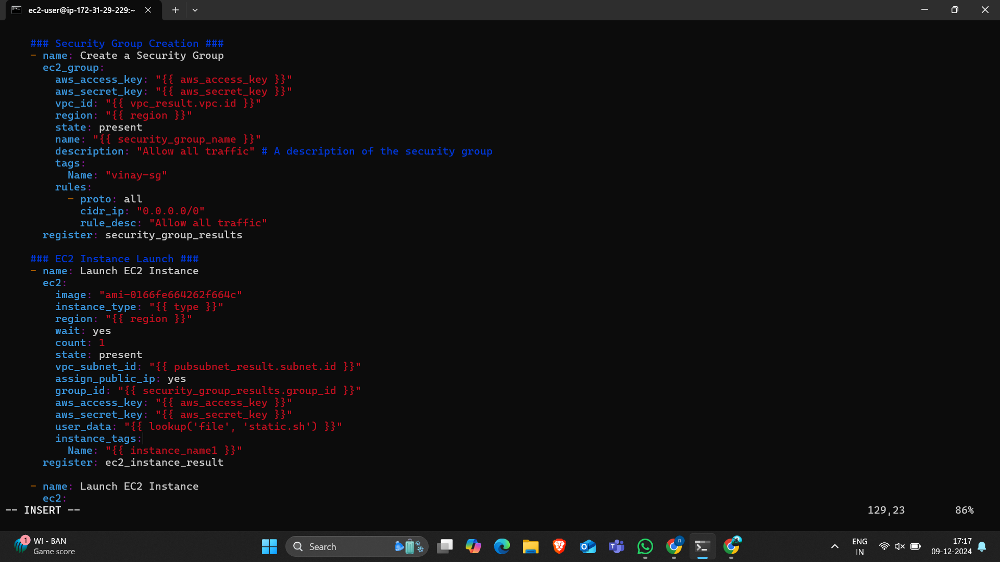 ec2-user@ip-172-31-29-229:~
### Security Group Creation ###
- name: Create a Security Group
ec2_group:
aws_access_key: "{{ aws_access_key }}"
aws_secret_key: "{{ aws_secret_key }}"
vpc_id: "{{ vpc_result.vpc.id }}"
region: "{{ region }}"
state: present
name: "{{ security_group_name }}"
description: "Allow all traffic" # A description of the security group
tags:
Name: "vinay-sg"
rules:
- proto: all
cidr_ip: "0.0.0.0/0"
rule_desc: "Allow all traffic"
register: security_group_results
### EC2 Instance Launch ###
- name: Launch EC2 Instance
ec2:
image: "ami-0166fe664262f664c"
instance_type: "{{ type }}"
region: "{{ region }}"
wait: yes
count: 1
state: present
vpc_subnet_id: "{{ pubsubnet_result.subnet.id }}"
assign_public_ip: yes
group_id: "{{ security_group_results.group_id }}"
aws_access_key: "{{ aws_access_key }}"
aws_secret_key: "{{ aws_secret_key }}"
user_data: "{{ lookup('file', 'static.sh') }}"
instance_tags:
Name: "{{ instance_name1 }}"
register: ec2_instance_result
- name: Launch EC2 Instance
ec2:
-- INSERT -- 129,23 86%
1 WI - BAN
Game score
Search
n
ENG
IN
17:17
09-12-2024